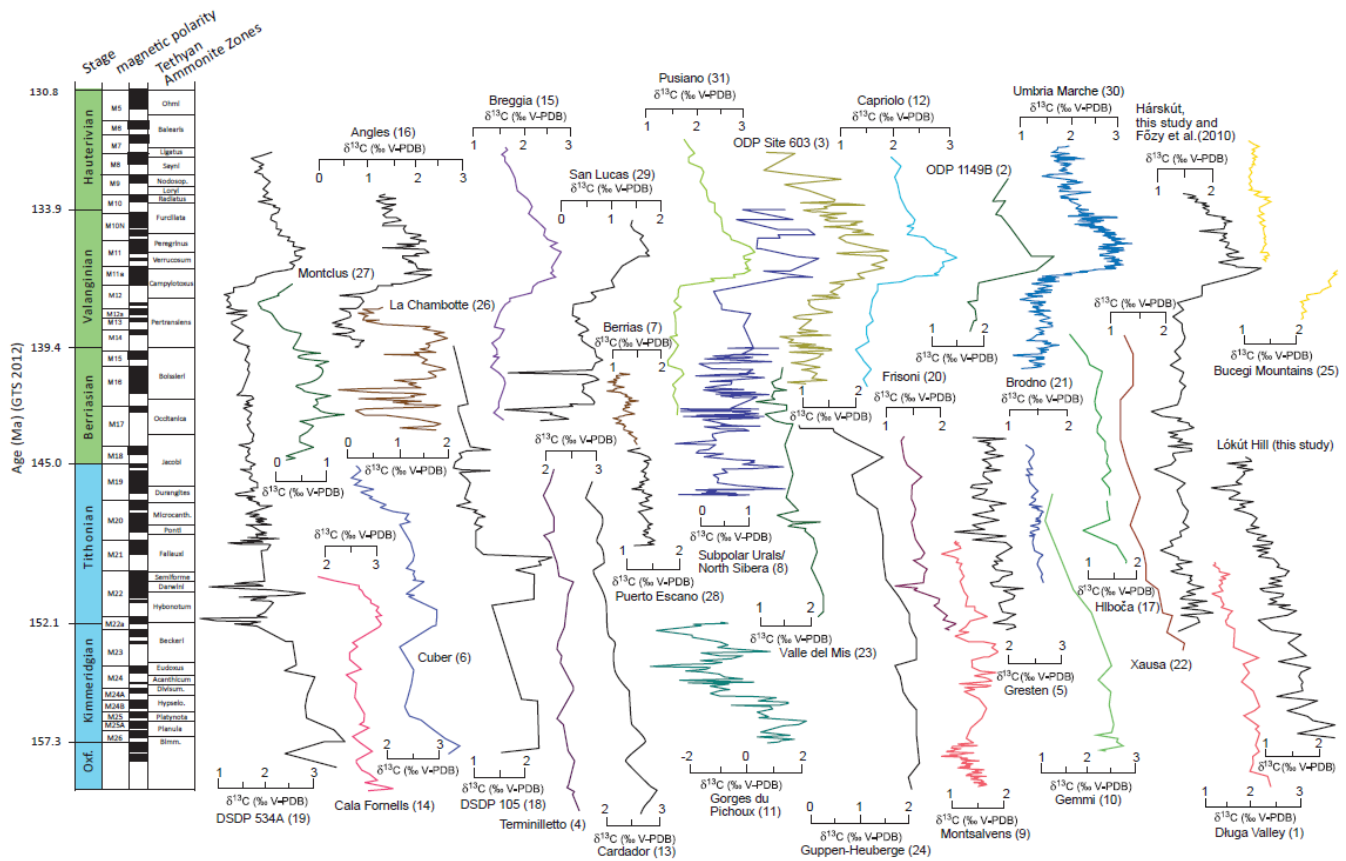 Stage
magnetic polarity
Tethyan
Ammonite Zones
Age (Ma) (GTS 2012)
130.8
133.9
139.4
145.0
152.1
157.3
Hauterivian
Valanginian
Berriasian
Tithonian
Kimmeridgian
Oxf.
M5
M6
M7
M8
M9
M10
M10N
M11
M11a
M12
M12a
M13
M14
M15
M16
M17
M18
M19
M20
M21
M22
M22a
M23
M24
M24A
M24B
M25
M25A
M26
Ohmi
Balearis
Ligatus
Sayni
Nodosop.
Loryi
Radiatus
Furcillata
Peregrinus
Verrucosum
Campylotoxus
Pertransiens
Boissieri
Occitanica
Jacobi
Durangites
Microcanth.
Ponti
Fallauxi
Semiforme
Darwini
Hybonotum
Beckeri
Eudoxus
Acanthicum
Divisum.
Hypselo.
Platynota
Planula
Bimm.
Angles (16)
δ13C (‰ V-PDB)
0 1 2 3
Breggia (15)
δ13C (‰ V-PDB)
1 2 3
San Lucas (29)
δ13C (‰ V-PDB)
0 1 2
Pusiano (31)
δ13C (‰ V-PDB)
1 2 3
ODP Site 603 (3)
Capriolo (12)
δ13C (‰ V-PDB)
1 2 3
ODP 1149B (2)
Umbria Marche (30)
δ13C (‰ V-PDB)
1 2 3
Hárskút,
this study and
Főzy et al.(2010)
δ13C (‰ V-PDB)
1 2
Montclus (27)
La Chambotte (26)
Berrias (7)
δ13C (‰ V-PDB)
1 2
1 2
δ13C (‰ V-PDB)
δ13C (‰ V-PDB)
1 2
1 2
δ13C (‰ V-PDB)
Bucegi Mountains (25)
Frisoni (20)
δ13C (‰ V-PDB)
1 2
Brodno (21)
δ13C (‰ V-PDB)
1 2
1 2
δ13C (‰ V-PDB)
Lókút Hill (this study)
0 1
δ13C (‰ V-PDB)
0 1 2
δ13C (‰ V-PDB)
δ13C (‰ V-PDB)
2 3
δ13C (‰ V-PDB)
2 3
0 1
δ13C (‰ V-PDB)
Subpolar Urals/
North Sibera (8)
1 2
δ13C (‰ V-PDB)
Puerto Escano (28)
1 2
δ13C (‰ V-PDB)
Valle del Mis (23)
1 2
δ13C (‰ V-PDB)
Hlboča (17)
2 3
δ13C (‰ V-PDB)
Gresten (5)
Xausa (22)
Cuber (6)
1 2 3
δ13C (‰ V-PDB)
DSDP 534A (19)
Cala Fornells (14)
2 3
δ13C (‰ V-PDB)
1 2
δ13C (‰ V-PDB)
DSDP 105 (18)
Terminilletto (4)
2 3
δ13C (‰ V-PDB)
Cardador (13)
-2 0 2
δ13C (‰ V-PDB)
Gorges du
Pichoux (11)
0 1 2
δ13C (‰ V-PDB)
Guppen-Heuberge (24)
1 2
δ13C (‰ V-PDB)
Montsalvens (9)
1 2 3
δ13C (‰ V-PDB)
Gemmi (10)
1 2
δ13C (‰ V-PDB)
1 2 3
δ13C (‰ V-PDB)
Długa Valley (1)